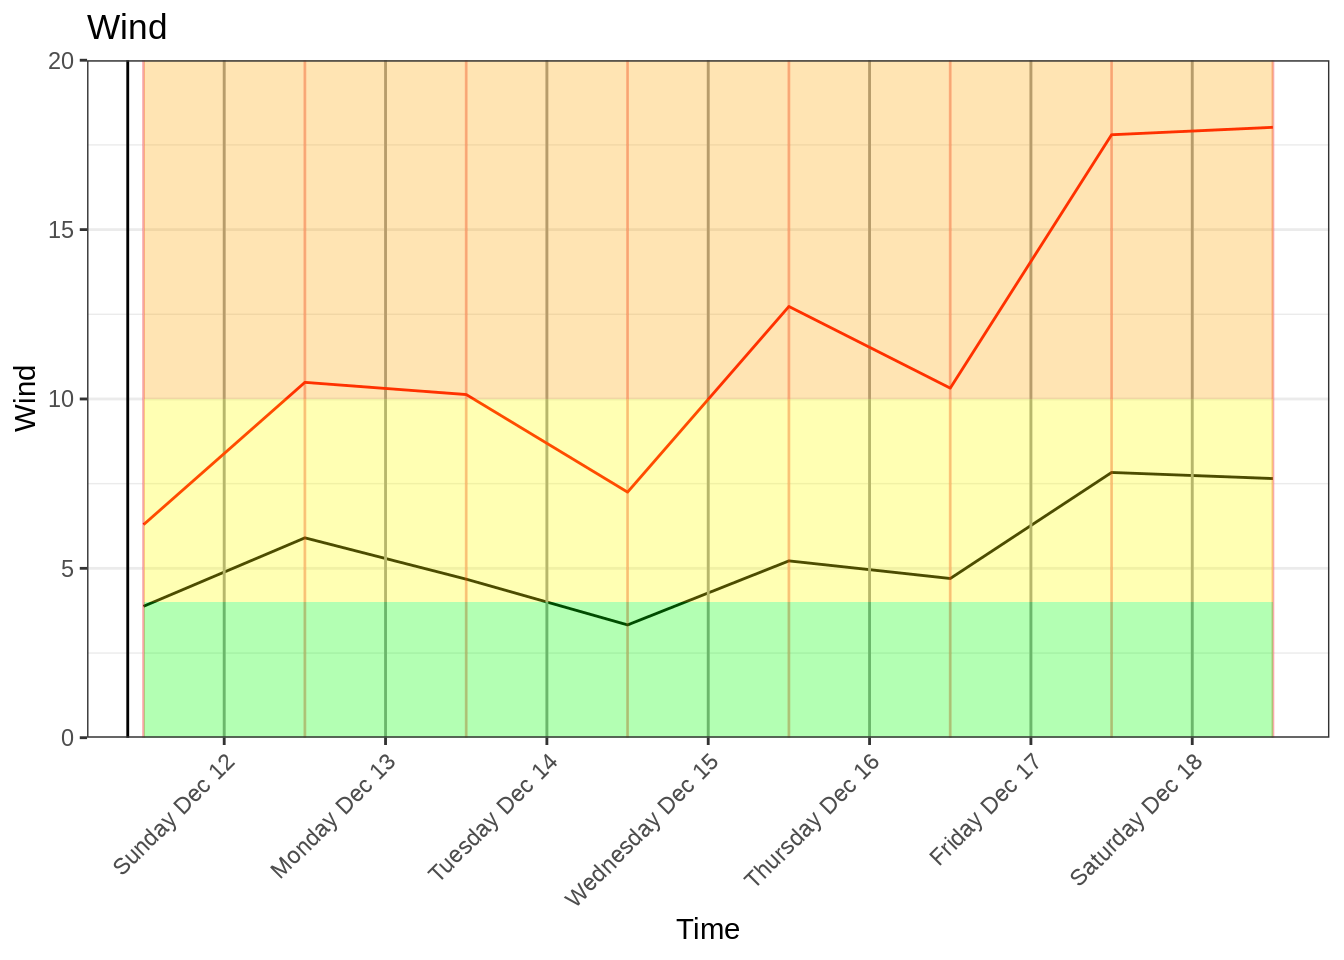 Wind
20
15
10
5
0
Wind
Sunday Dec 12
Monday Dec 13
Tuesday Dec 14
Wednesday Dec 15
Thursday Dec 16
Friday Dec 17
Saturday Dec 18
Time